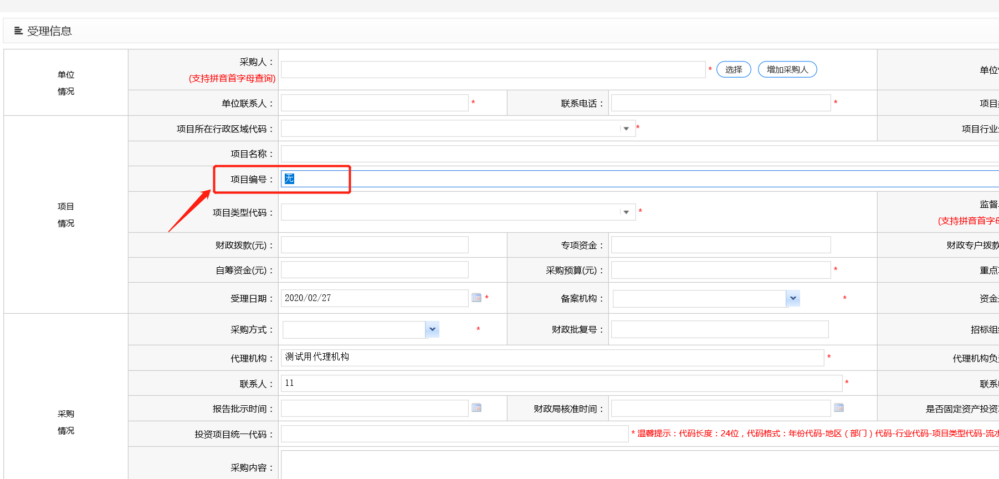 受理信息
单位
情况
采购人：
(支持拼音首字母查询)
* 选择 增加采购人
单位
单位联系人： * 联系电话： * 项目
项目
情况
项目所在行政区域代码： * 项目行业
项目名称：
项目编号： 无
项目类型代码： * 监督
(支持拼音首字母
财政拨款(元)： 专项资金： 财政专户拨款
自筹资金(元)： 采购预算(元)： * 重点
受理日期： 2020/02/27 * 备案机构： * 资金
采购
情况
采购方式： * 财政批复号： 招标组
代理机构： 测试用代理机构 * 代理机构负
联系人： 11 * 联系
报告批示时间： 财政局核准时间： 是否固定资产投资
投资项目统一代码： * 温馨提示：代码长度：24位，代码格式：年份代码-地区（部门）代码-行业代码-项目类型代码-流水
采购内容：